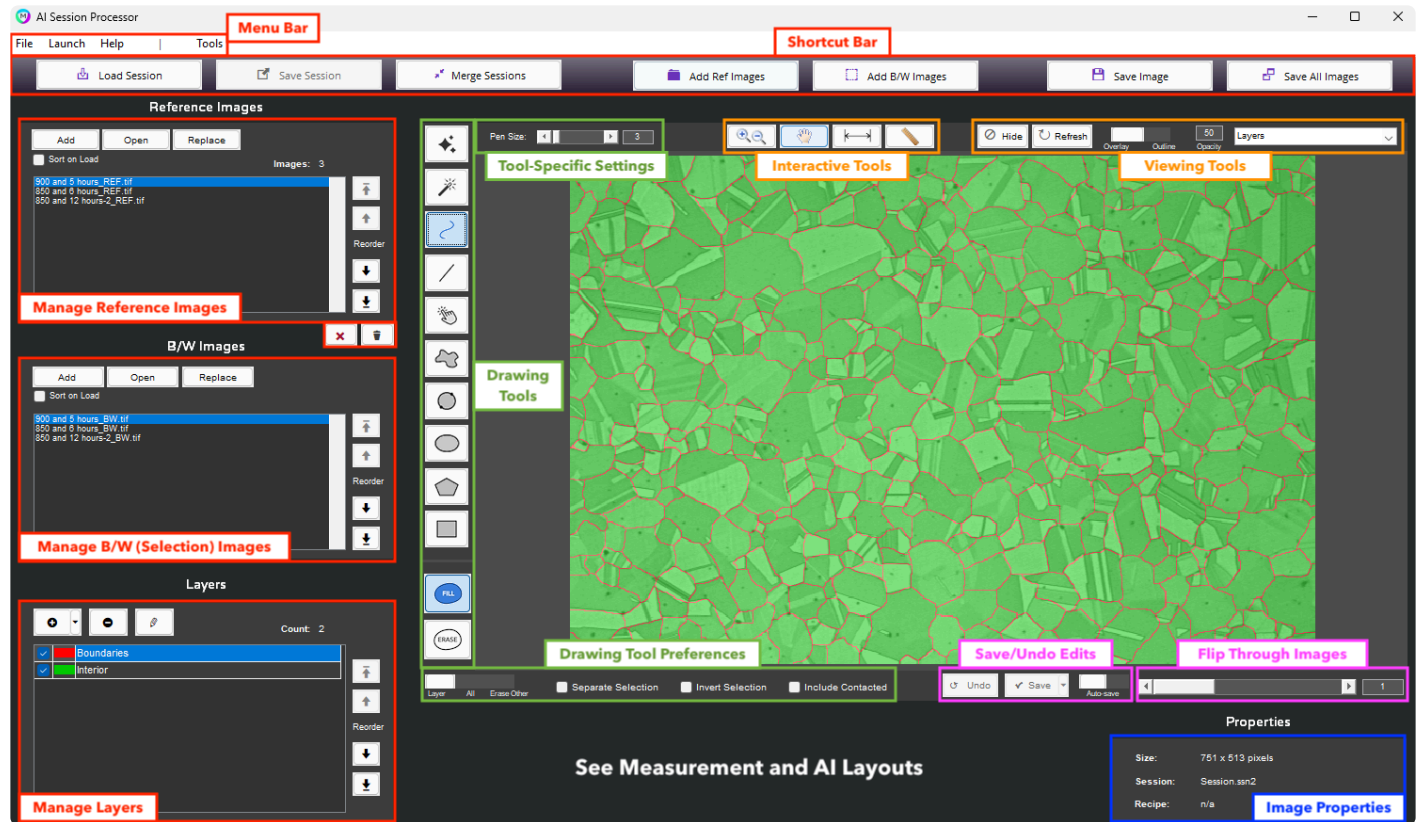 AI Session Processor
Menu Bar
File Launch Help | Tools
Shortcut Bar
Load Session
Save Session
Merge Sessions
Add Ref Images
Add B/W Images
Save Image
Save All Images
Reference Images
Add Open Replace
Sort on Load
Images: 3
900 and 5 hours_REF.tif
850 and 6 hours_REF.tif
850 and 12 hours-2_REF.tif
Reorder
Manage Reference Images
B/W Images
Add Open Replace
Sort on Load
900 and 5 hours_BW.tif
850 and 6 hours_BW.tif
850 and 12 hours-2_BW.tif
Reorder
Manage B/W (Selection) Images
Layers
Count: 2
Boundaries
Interior
Reorder
Manage Layers
Pen Size: 3
Tool-Specific Settings
Interactive Tools
Hide Refresh
Overlay Outline
50
Opacity
Layers
Viewing Tools
Drawing
Tools
FILL
ERASE
Drawing Tool Preferences
Layer All Erase Other
Separate Selection
Invert Selection
Include Contacted
Save/Undo Edits
Undo Save
Auto-save
Flip Through Images
1
See Measurement and AI Layouts
Properties
Size: 751 x 513 pixels
Session: Session.ssn2
Recipe: n/a
Image Properties